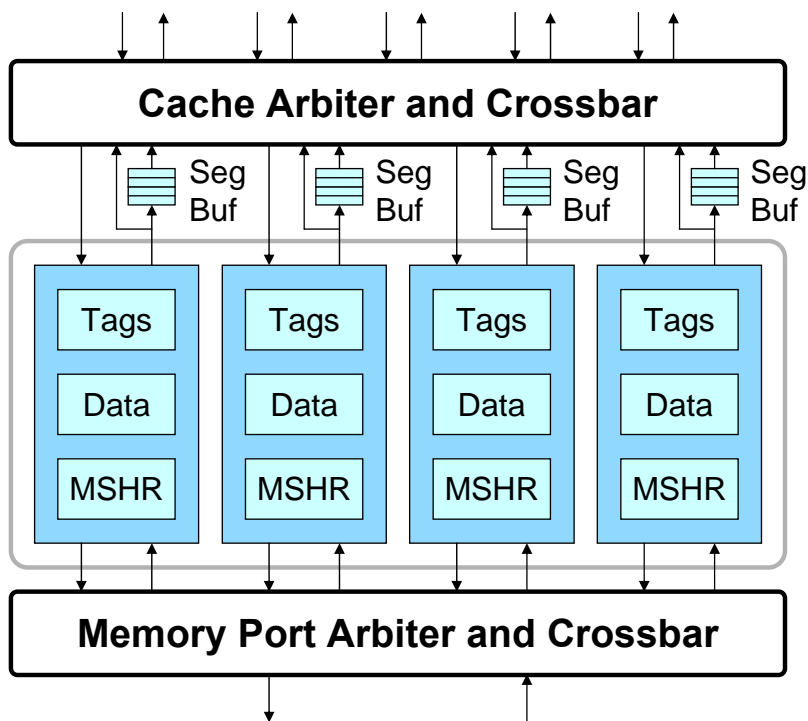 Cache Arbiter and Crossbar
Seg
Buf
Seg
Buf
Seg
Buf
Seg
Buf
Tags
Tags
Tags
Tags
Data
Data
Data
Data
MSHR
MSHR
MSHR
MSHR
Memory Port Arbiter and Crossbar